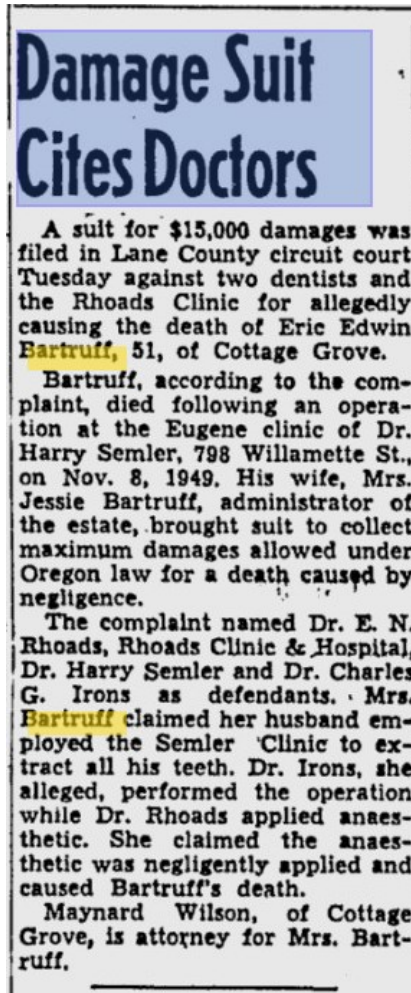 Damage Suit
Cites Doctors
A suit for $15,000 damages was
filed in Lane County circuit court
Tuesday against two dentists and
the Rhoads Clinic for allegedly
causing the death of Eric Edwin
Bartruff, 51, of Cottage Grove.
Bartruff, according to the com-
plaint, died following an opera-
tion at the Eugene clinic of Dr.
Harry Semler, 798 Willamette St.,
on Nov. 8, 1949. His wife, Mrs.
Jessie Bartruff, administrator of
the estate, brought suit to collect
maximum damages allowed under
Oregon law for a death caused by
negligence.
The complaint named Dr. E. N.
Rhoads, Rhoads Clinic & Hospital,
Dr. Harry Semler and Dr. Charles
G. Irons as defendants. Mrs.
Bartruff claimed her husband em-
ployed the Semler Clinic to ex-
tract all his teeth. Dr. Irons, she
alleged, performed the operation
while Dr. Rhoads applied anaes-
thetic. She claimed the anaes-
thetic was negligently applied and
caused Bartruff's death.
Maynard Wilson, of Cottage
Grove, is attorney for Mrs. Bart-
ruff.